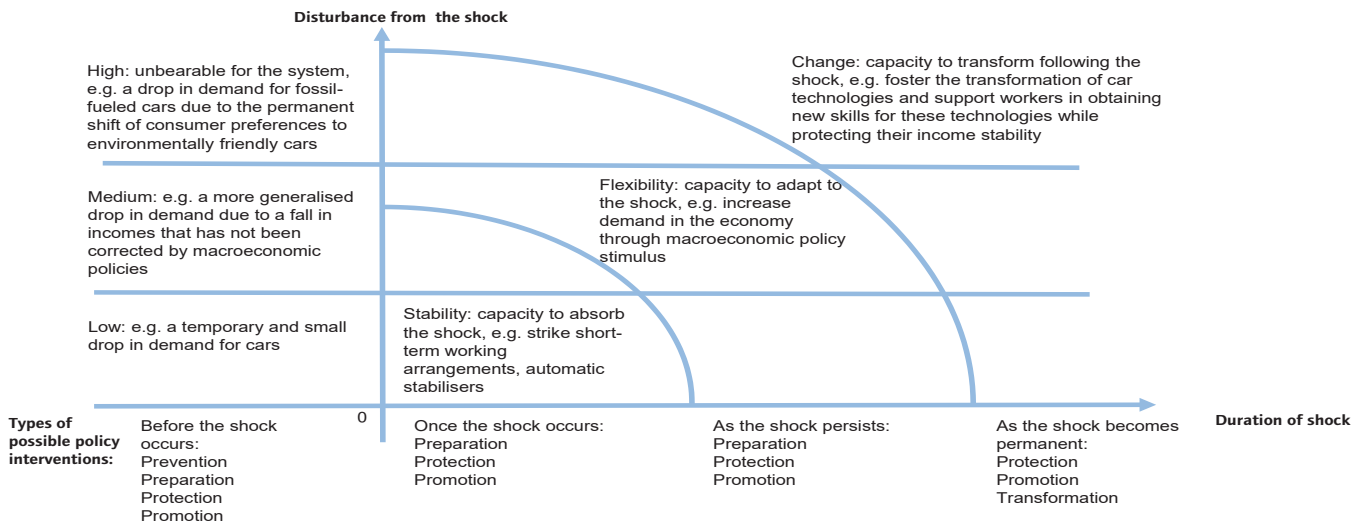 Disturbance from the shock
High: unbearable for the system,
e.g. a drop in demand for fossil-
fueled cars due to the permanent
shift of consumer preferences to
environmentally friendly cars
Change: capacity to transform following the
shock, e.g. foster the transformation of car
technologies and support workers in obtaining
new skills for these technologies while
protecting their income stability
Medium: e.g. a more generalised
drop in demand due to a fall in
incomes that has not been
corrected by macroeconomic
policies
Flexibility: capacity to adapt to
the shock, e.g. increase
demand in the economy
through macroeconomic policy
stimulus
Low: e.g. a temporary and small
drop in demand for cars
Stability: capacity to absorb
the shock, e.g. strike short-
term working
arrangements, automatic
stabilisers
0
Duration of shock
Types of
possible policy
interventions:
Before the shock
occurs:
Prevention
Preparation
Protection
Promotion
Once the shock occurs:
Preparation
Protection
Promotion
As the shock persists:
Preparation
Protection
Promotion
As the shock becomes
permanent:
Protection
Promotion
Transformation